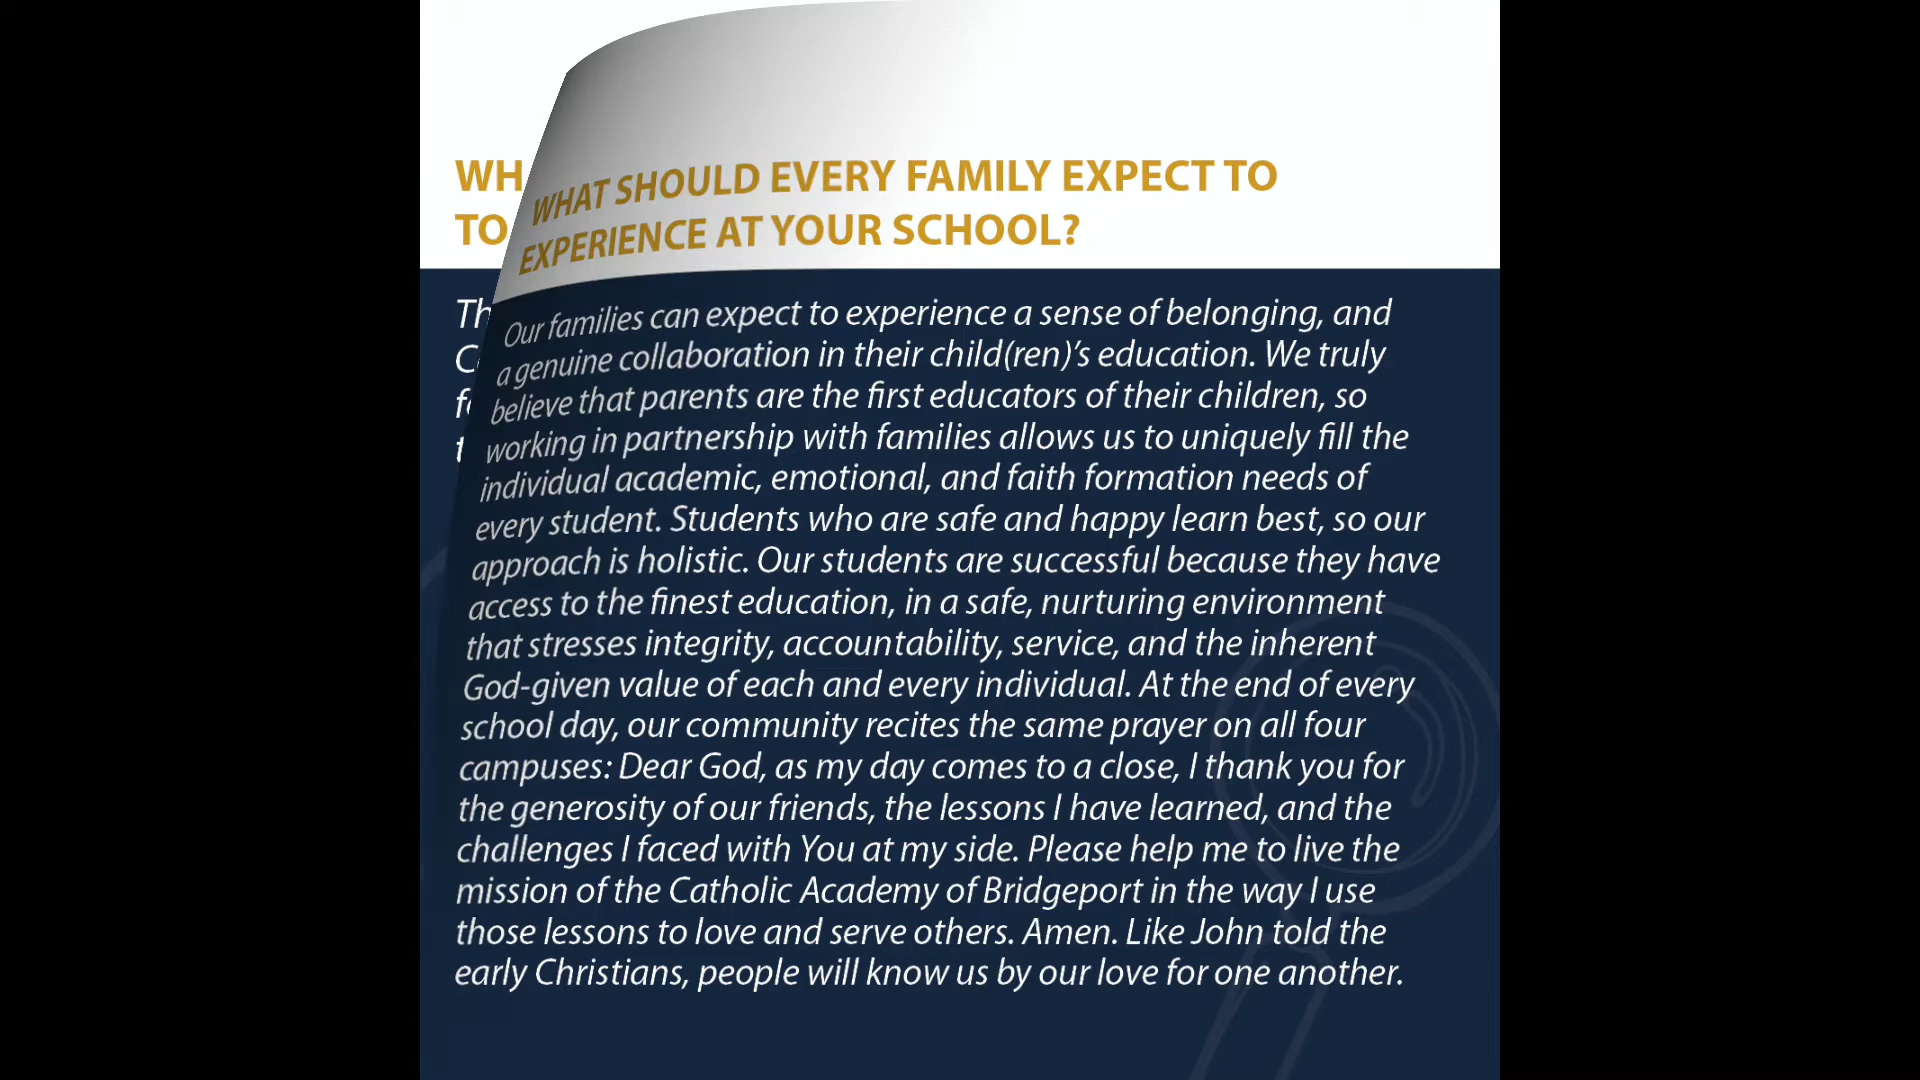 WHAT SHOULD EVERY FAMILY EXPECT TO
EXPERIENCE AT YOUR SCHOOL?
Our families can expect to experience a sense of belonging, and
a genuine collaboration in their child(ren)’s education. We truly
believe that parents are the first educators of their children, so
working in partnership with families allows us to uniquely fill the
individual academic, emotional, and faith formation needs of
every student. Students who are safe and happy learn best, so our
approach is holistic. Our students are successful because they have
access to the finest education, in a safe, nurturing environment
that stresses integrity, accountability, service, and the inherent
God-given value of each and every individual. At the end of every
school day, our community recites the same prayer on all four
campuses: Dear God, as my day comes to a close, I thank you for
the generosity of our friends, the lessons I have learned, and the
challenges I faced with You at my side. Please help me to live the
mission of the Catholic Academy of Bridgeport in the way I use
those lessons to love and serve others. Amen. Like John told the
early Christians, people will know us by our love for one another.